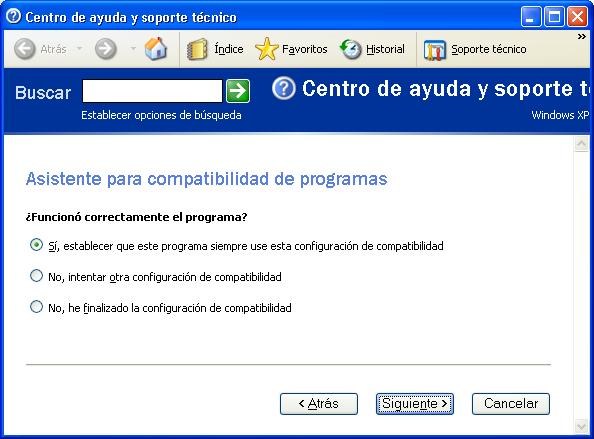 Centro de ayuda y soporte técnico
Atrás Índice Favoritos Historial Soporte técnico »
Buscar Centro de ayuda y soporte t
Establecer opciones de búsqueda Windows XP
Asistente para compatibilidad de programas
¿Funcionó correctamente el programa?
Sí, establecer que este programa siempre use esta configuración de compatibilidad
No, intentar otra configuración de compatibilidad
No, he finalizado la configuración de compatibilidad
< Atrás Siguiente > Cancelar